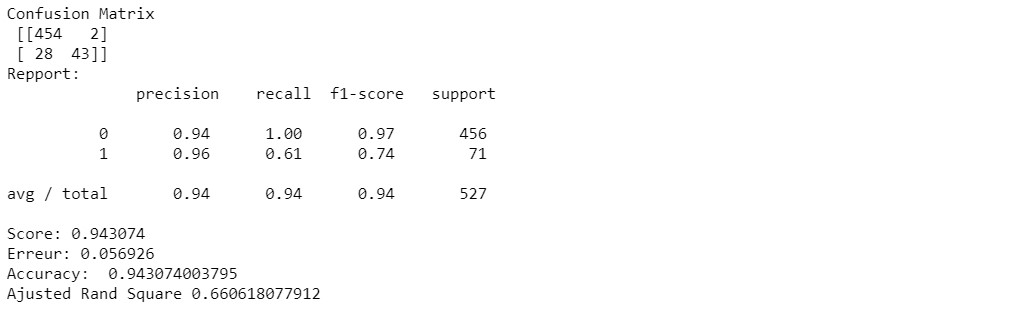 Confusion Matrix
[[454 2]
[ 28 43]]
Repport:
precision recall f1-score support
0 0.94 1.00 0.97 456
1 0.96 0.61 0.74 71
avg / total 0.94 0.94 0.94 527
Score: 0.943074
Erreur: 0.056926
Accuracy: 0.943074003795
Ajusted Rand Square 0.660618077912